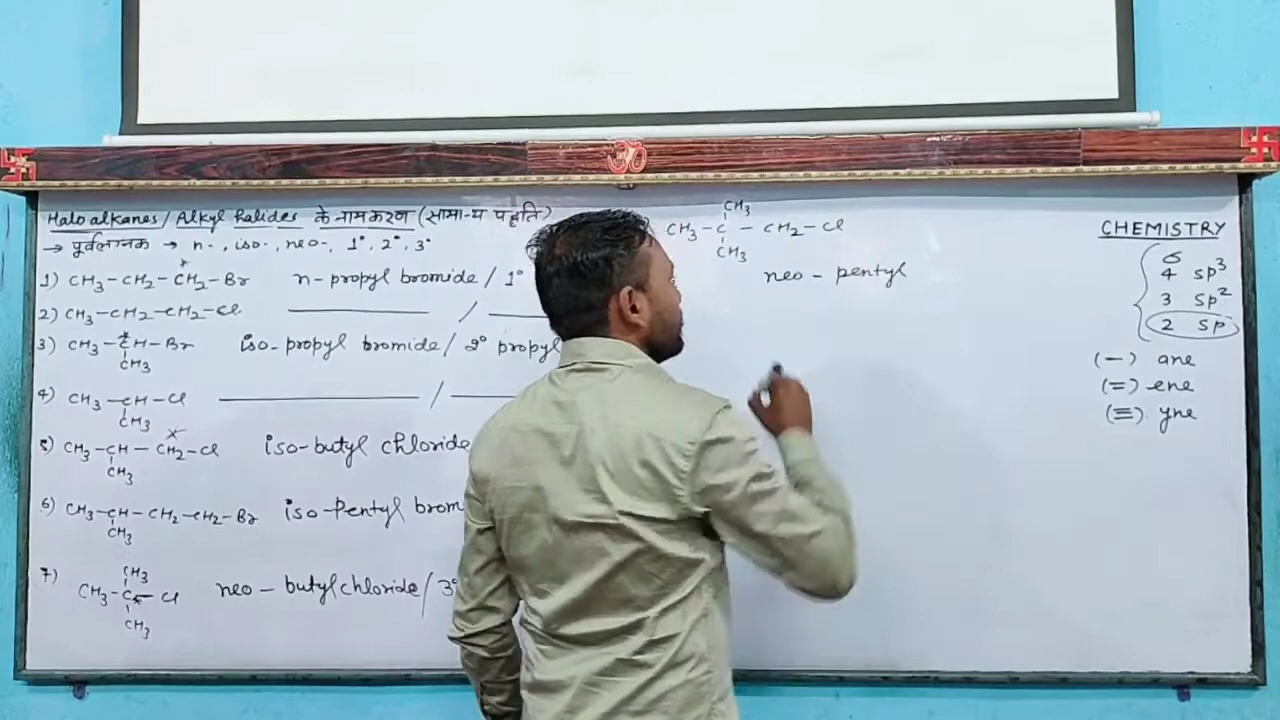 Halo alkanes / Alkyl halides के नामकरण (सामान्य पद्धति)
→ पूर्वलग्नक → n-, iso-, neo-, 1°, 2°, 3°
*
1) CH3-CH2-CH2-Br n-propyl bromide / 1°
2) CH3-CH2-CH2-Cl ——— / ———
3) CH3-CH-Br iso-propyl bromide / 2° propyl
*
CH3
4) CH3-CH-Cl ——— / ———
CH3
*
5) CH3-CH-CH2-Cl iso-butyl chloride
CH3
6) CH3-CH-CH2-CH2-Br iso-Pentyl brom
CH3
7)
CH3
CH3-C-Cl neo-butyl chloride / 3°
*
CH3
CH3
CH3-C-CH2-Cl
CH3
neo-pentyl
CHEMISTRY
σ
4 sp³
3 sp²
2 sp
(-) ane
(=) ene
(≡) yne